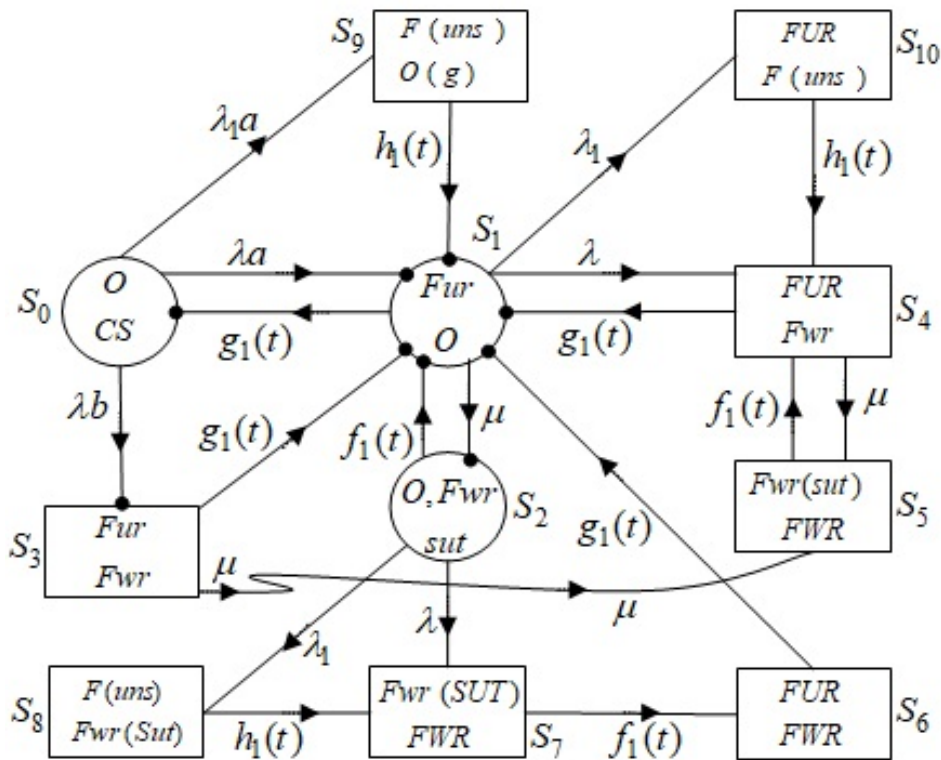 S₉
F (uns)
O (g)
FUR
F (uns)
S₁₀
λ₁a
h₁(t)
λ₁
h₁(t)
S₁
S₀
O
CS
λa
g₁(t)
Fur
O
λ
g₁(t)
FUR
Fwr
S₄
λb
g₁(t)
f₁(t)
μ
f₁(t)
μ
S₃
Fur
Fwr
μ
O, Fwr
sut
S₂
g₁(t)
Fwr(sut)
FWR
S₅
μ
λ₁
λ
S₈
F(uns)
Fwr(Sut)
h₁(t)
Fwr (SUT)
FWR
S₇
f₁(t)
FUR
FWR
S₆